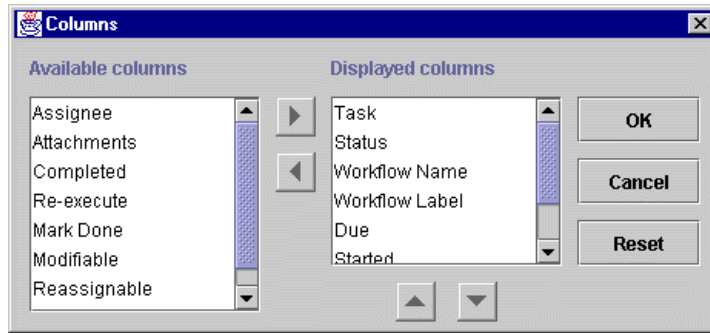 Columns
Available columns
Assignee
Attachments
Completed
Re-execute
Mark Done
Modifiable
Reassignable
Displayed columns
Task
Status
Workflow Name
Workflow Label
Due
Started
OK
Cancel
Reset